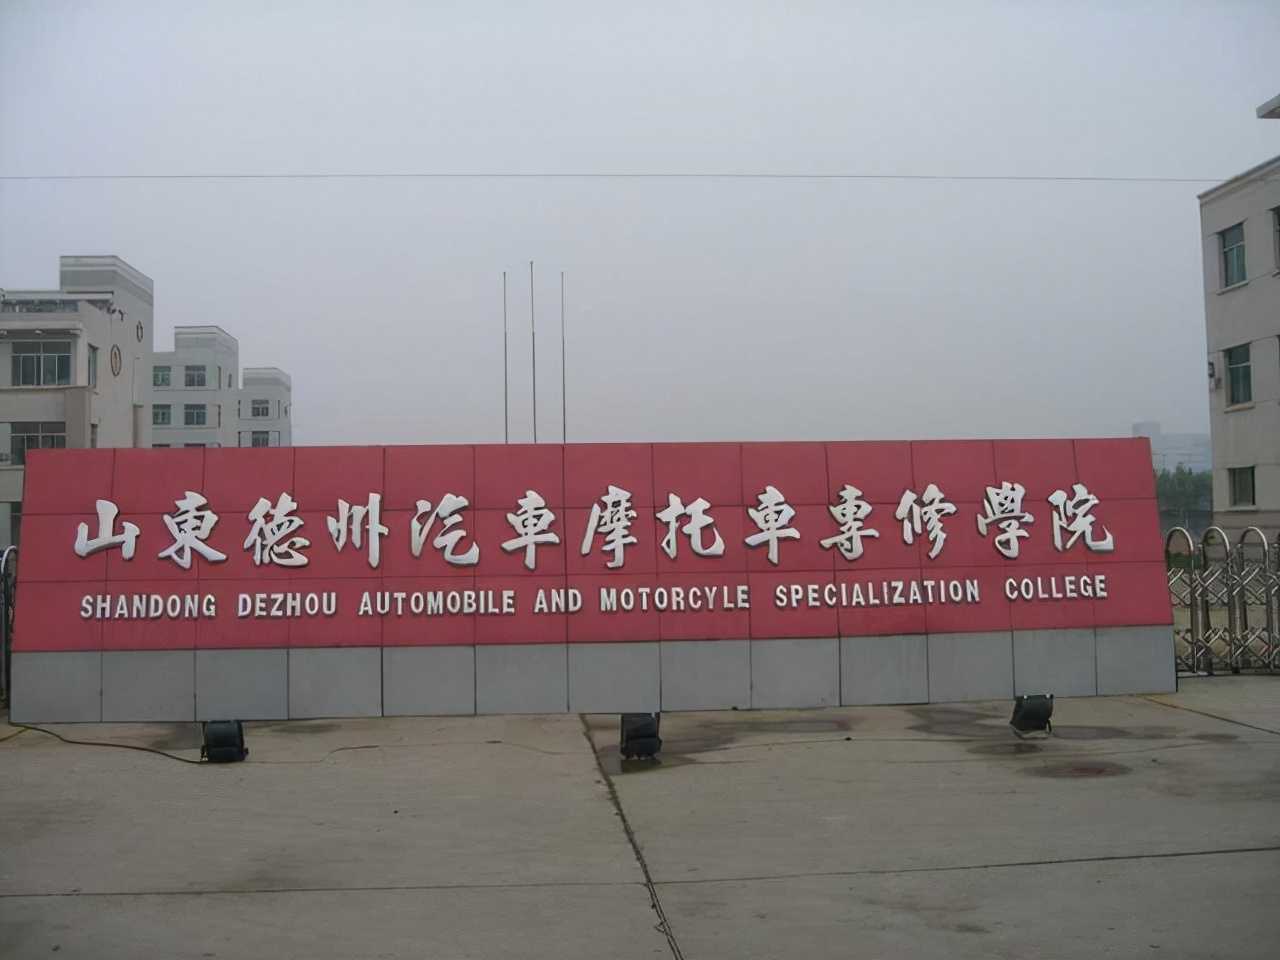 山東德州汽車摩托車專修學院
SHANDONG DEZHOU AUTOMOBILE AND MOTORCYLE SPECIALIZATION COLLEGE